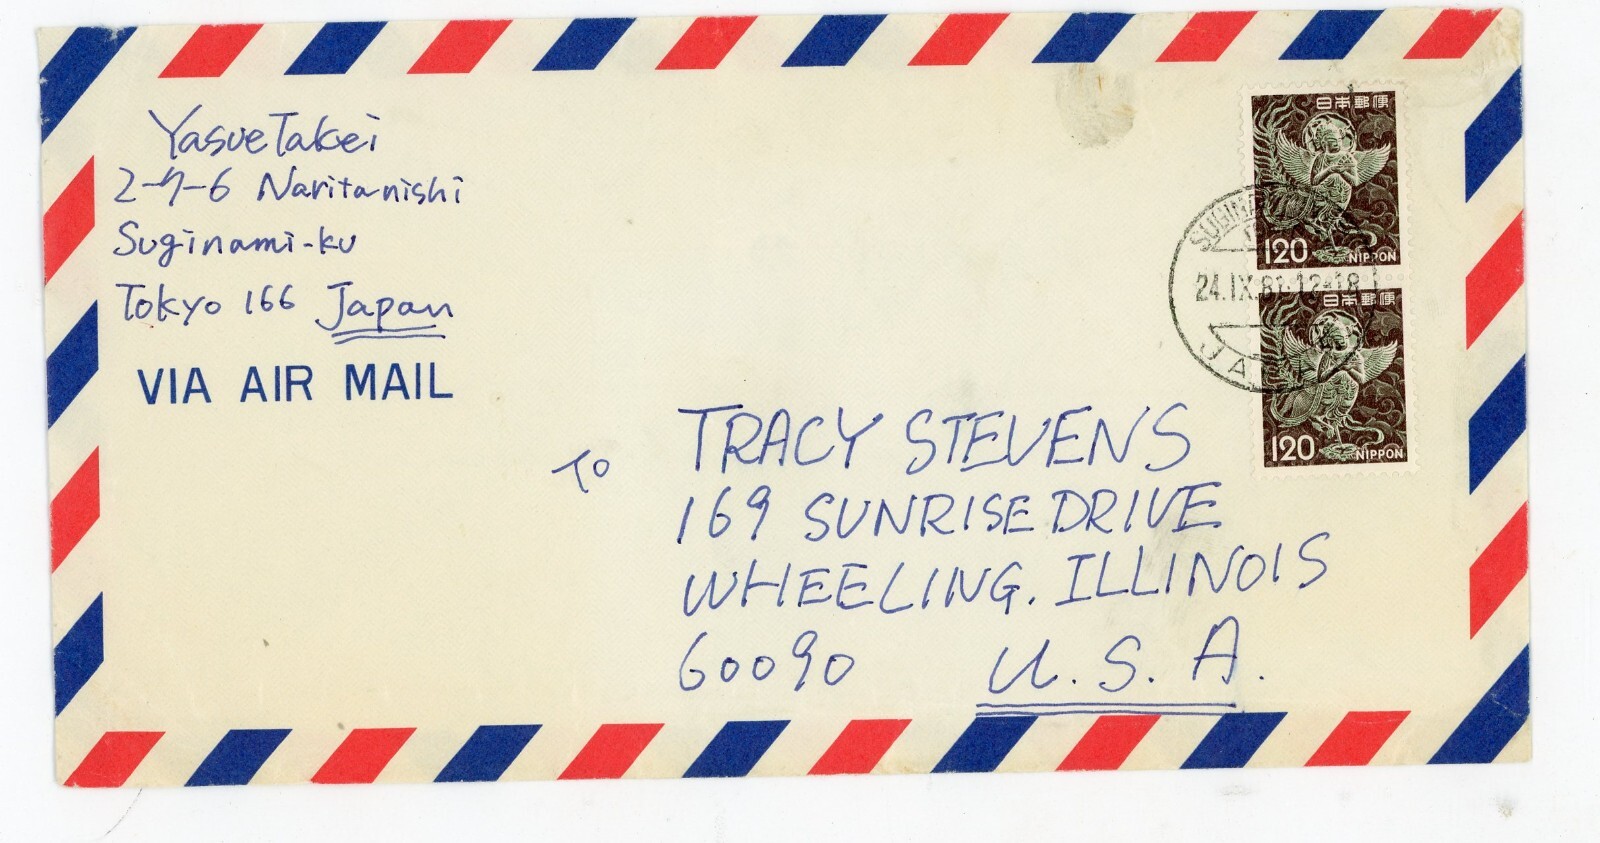 Yasue Takei
2-7-6 Naritanishi
Suginami-ku
Tokyo 166 Japan
VIA AIR MAIL
日本郵便
120 NIPPON
24.IX.81.12-18
日本郵便
120 NIPPON
To
TRACY STEVENS
169 SUNRISE DRIVE
WHEELING, ILLINOIS
60090 U.S.A.